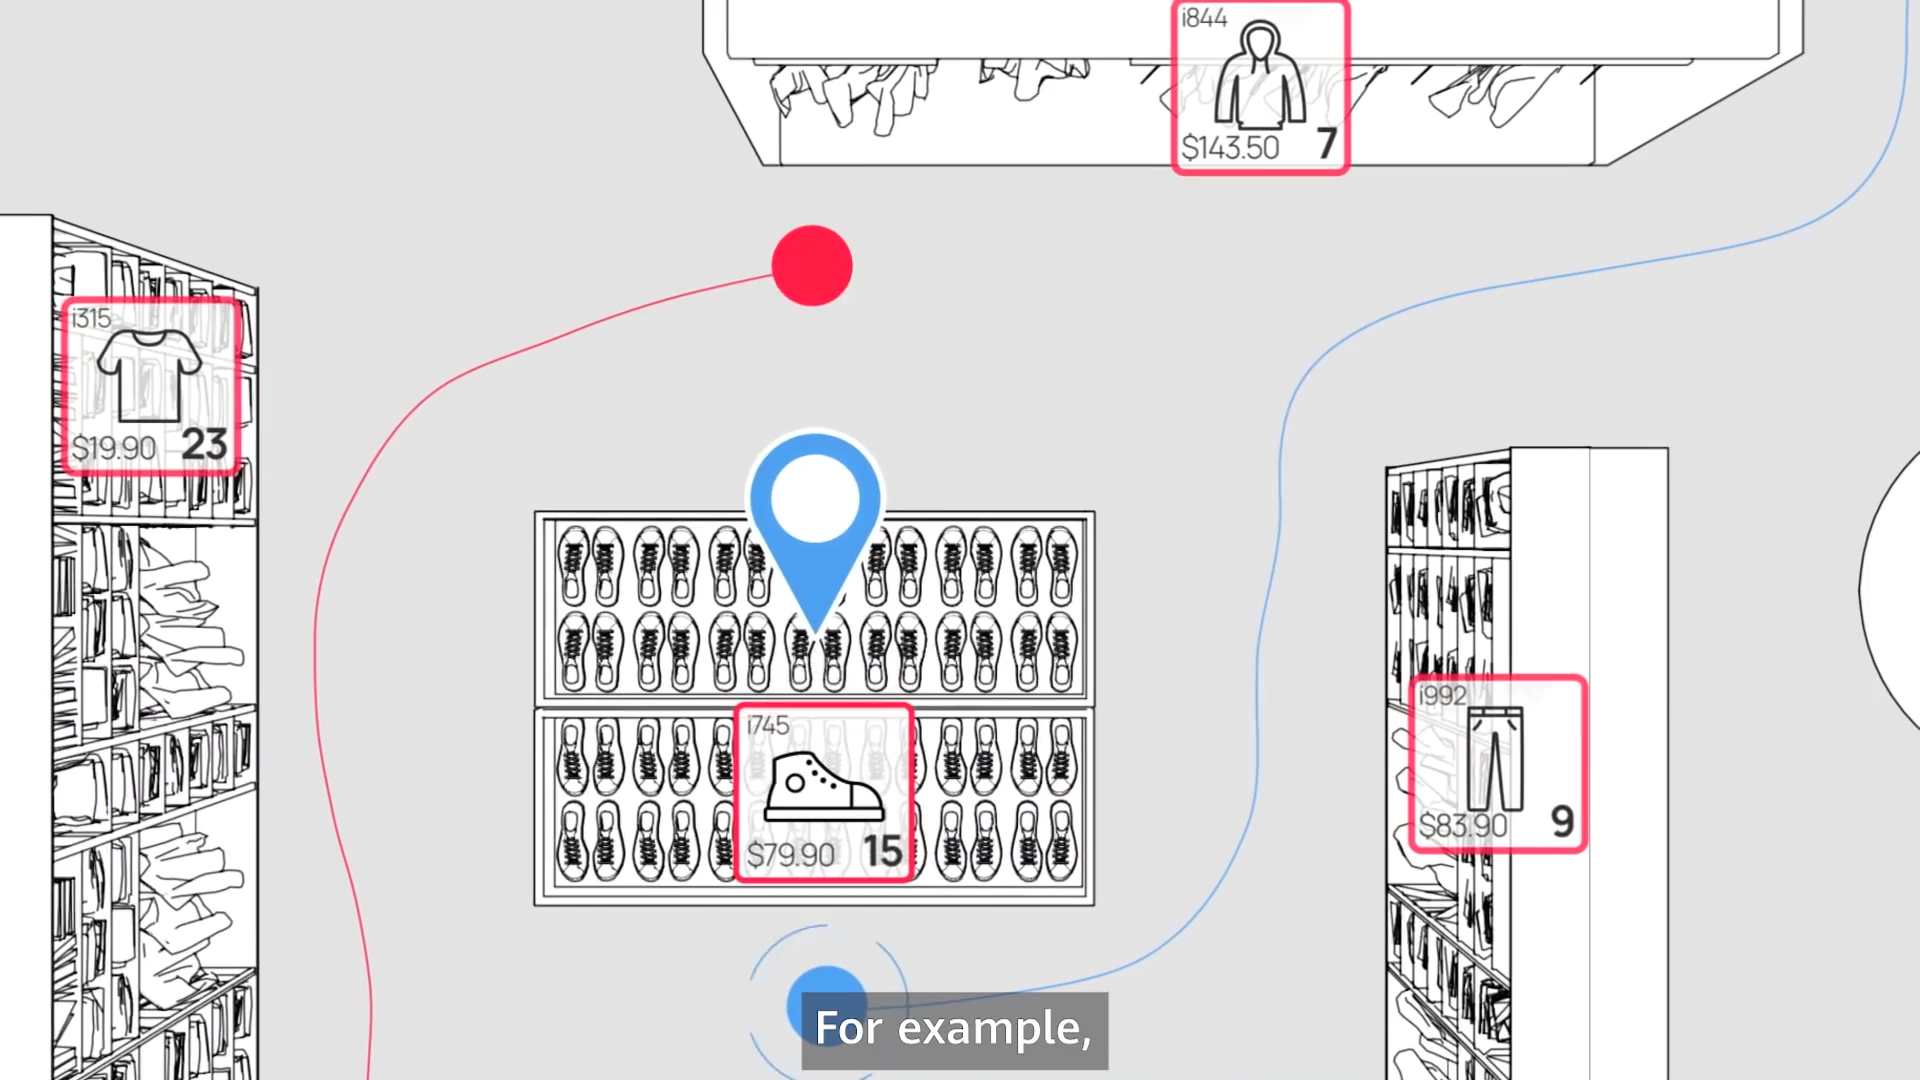 i844
$143.50 7
i315
$19.90 23
i992
$83.90 9
i745
$79.90 15
For example,